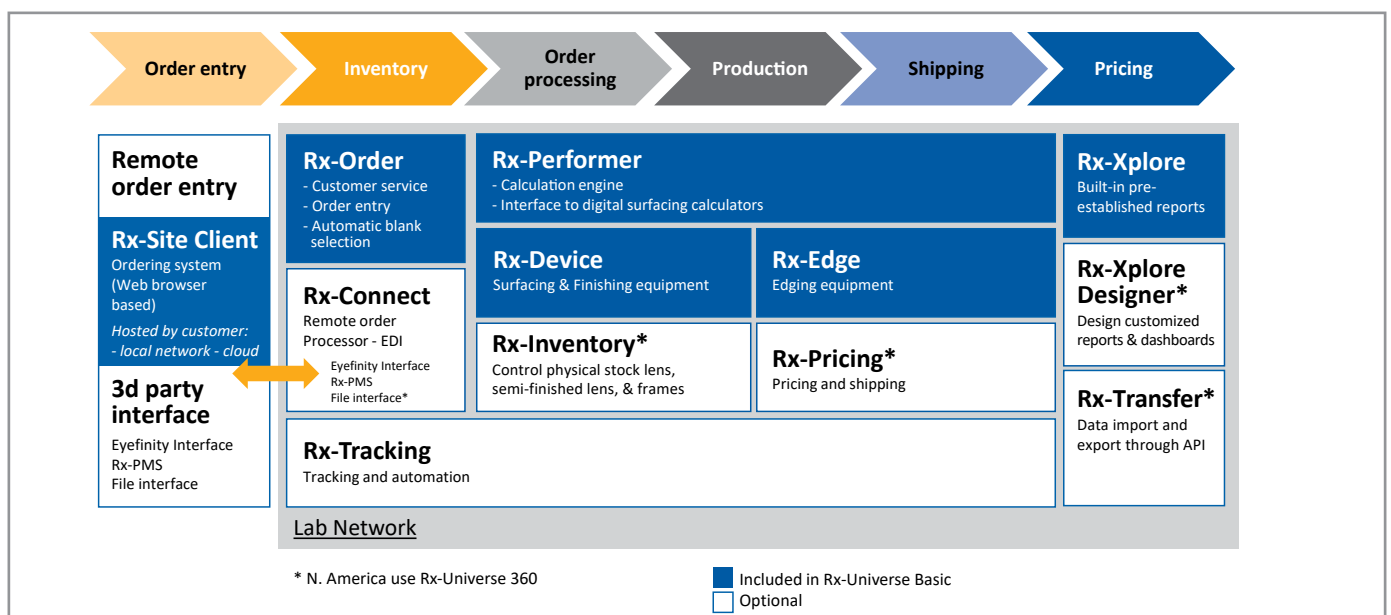 Order entry
Inventory
Order
processing
Production
Shipping
Pricing
Remote
order entry
Rx-Site Client
Ordering system
(Web browser
based)
Hosted by customer:
- local network - cloud
3d party
interface
Eyefinity Interface
Rx-PMS
File interface
Rx-Order
- Customer service
- Order entry
- Automatic blank
selection
Rx-Connect
Remote order
Processor - EDI
Eyefinity Interface
Rx-PMS
File interface*
Rx-Performer
- Calculation engine
- Interface to digital surfacing calculators
Rx-Device
Surfacing & Finishing equipment
Rx-Edge
Edging equipment
Rx-Inventory*
Control physical stock lens,
semi-finished lens, & frames
Rx-Pricing*
Pricing and shipping
Rx-Tracking
Tracking and automation
Rx-Xplore
Built-in pre-
established reports
Rx-Xplore
Designer*
Design customized
reports & dashboards
Rx-Transfer*
Data import and
export through API
Lab Network
* N. America use Rx-Universe 360
Included in Rx-Universe Basic
Optional